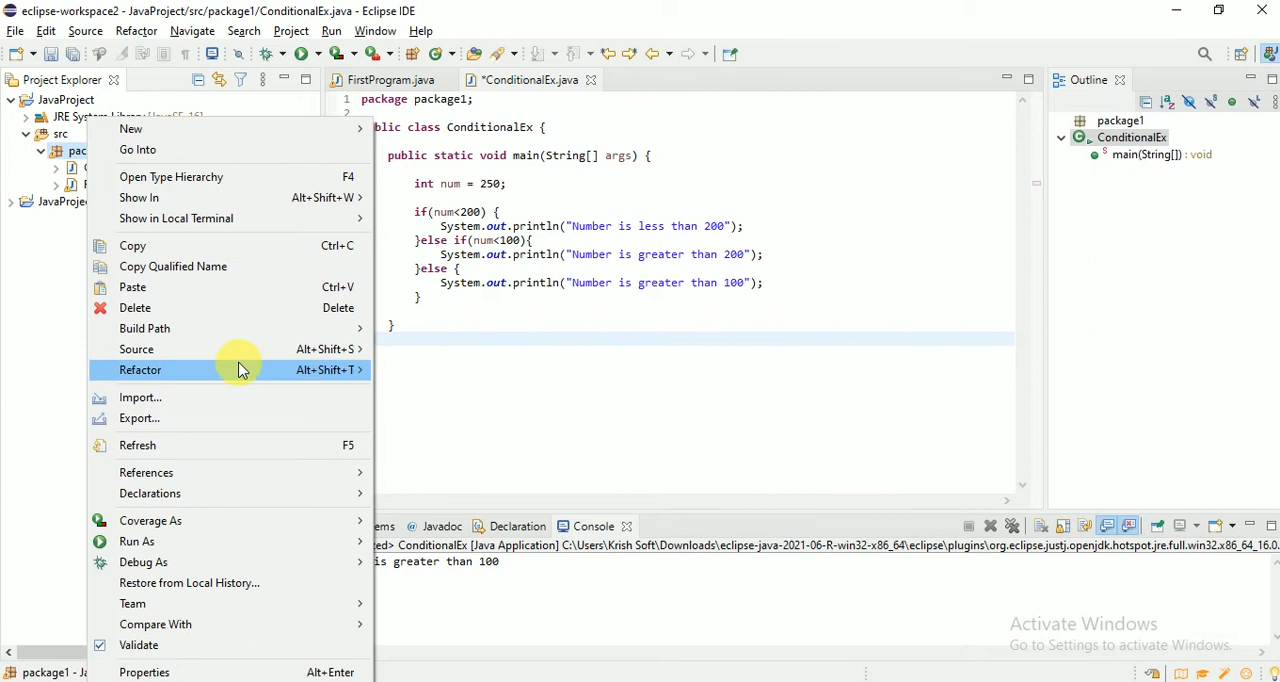 eclipse-workspace2 - JavaProject/src/package1/ConditionalEx.java - Eclipse IDE
File Edit Source Refactor Navigate Search Project Run Window Help
Project Explorer
JavaProject
JRE System Library [JavaSE-16]
src
pac
JavaProje
New
Go Into
Open Type Hierarchy F4
Show In Alt+Shift+W
Show in Local Terminal
Copy Ctrl+C
Copy Qualified Name
Paste Ctrl+V
Delete Delete
Build Path
Source Alt+Shift+S
Refactor Alt+Shift+T
Import...
Export...
Refresh F5
References
Declarations
Coverage As
Run As
Debug As
Restore from Local History...
Team
Compare With
Validate
Properties Alt+Enter
FirstProgram.java *ConditionalEx.java
1 package package1;
2
blic class ConditionalEx {
public static void main(String[] args) {
int num = 250;
if(num<200) {
System.out.println("Number is less than 200");
}else if(num<100){
System.out.println("Number is greater than 200");
}else {
System.out.println("Number is greater than 100");
}
}
Outline
package1
ConditionalEx
main(String[]) : void
ems Javadoc Declaration Console
ed> ConditionalEx [Java Application] C:\Users\Krish Soft\Downloads\eclipse-java-2021-06-R-win32-x86_64\eclipse\plugins\org.eclipse.justj.openjdk.hotspot.jre.full.win32.x86_64_16.0.
is greater than 100
Activate Windows
Go to Settings to activate Windows.
package1 - Ja